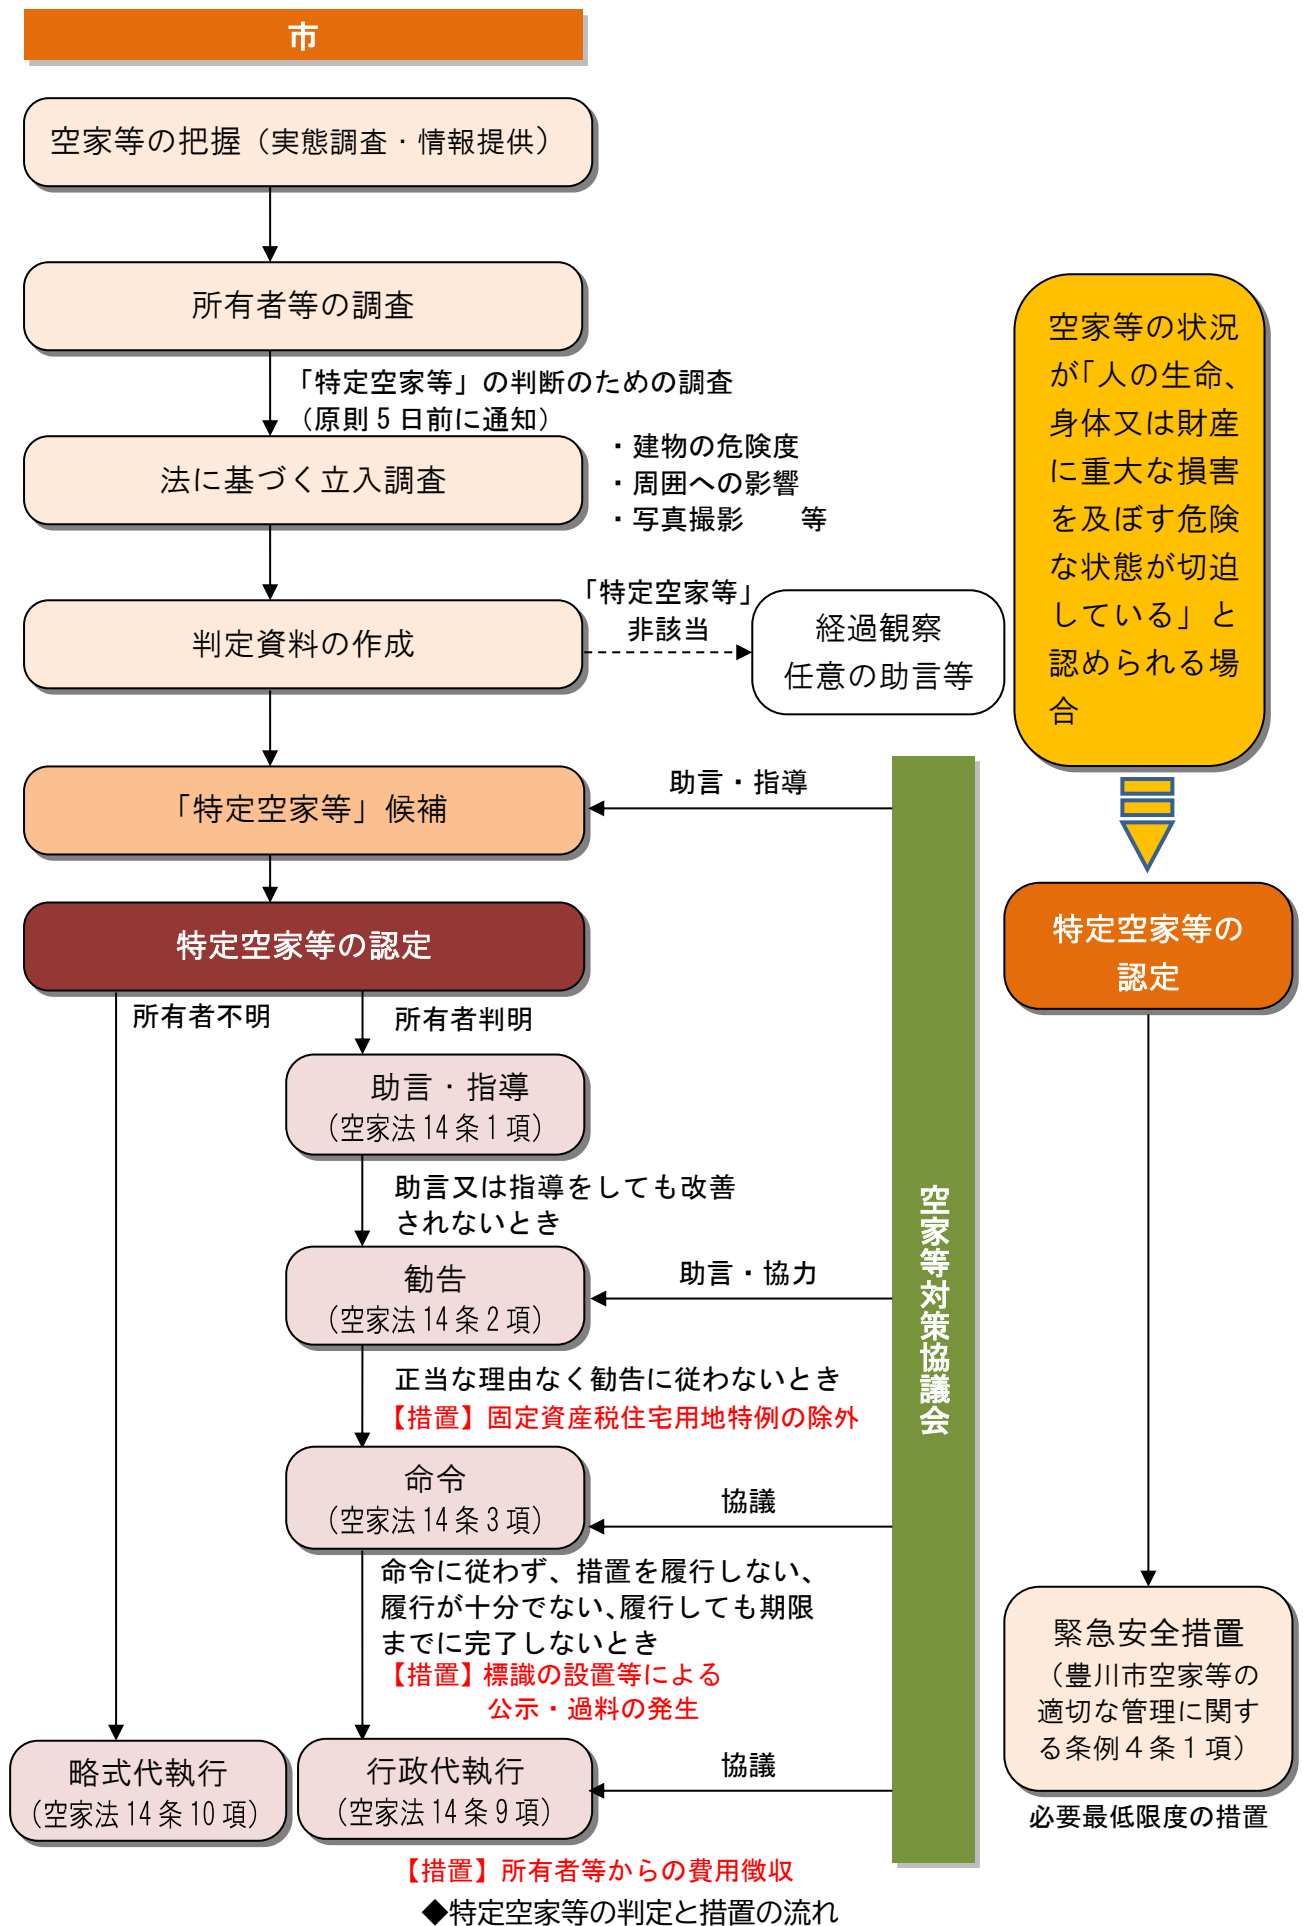 市
空家等の把握（実態調査・情報提供）
所有者等の調査
「特定空家等」の判断のための調査
（原則５日前に通知）
法に基づく立入調査
・建物の危険度
・周囲への影響
・写真撮影　　等
判定資料の作成
「特定空家等」
非該当
経過観察
任意の助言等
「特定空家等」候補
助言・指導
特定空家等の認定
所有者不明
所有者判明
助言・指導
（空家法14条1項）
助言又は指導をしても改善
されないとき
勧告
（空家法14条2項）
助言・協力
正当な理由なく勧告に従わないとき
【措置】固定資産税住宅用地特例の除外
命令
（空家法14条3項）
協議
命令に従わず、措置を履行しない、
履行が十分でない、履行しても期限
までに完了しないとき
【措置】標識の設置等による
公示・過料の発生
略式代執行
（空家法14条10項）
行政代執行
（空家法14条9項）
協議
【措置】所有者等からの費用徴収
空家等対策協議会
空家等の状況
が「人の生命、
身体又は財産
に重大な損害
を及ぼす危険
な状態が切迫
している」と
認められる場
合
特定空家等の
認定
緊急安全措置
（豊川市空家等の
適切な管理に関す
る条例４条１項）
必要最低限度の措置
◆特定空家等の判定と措置の流れ